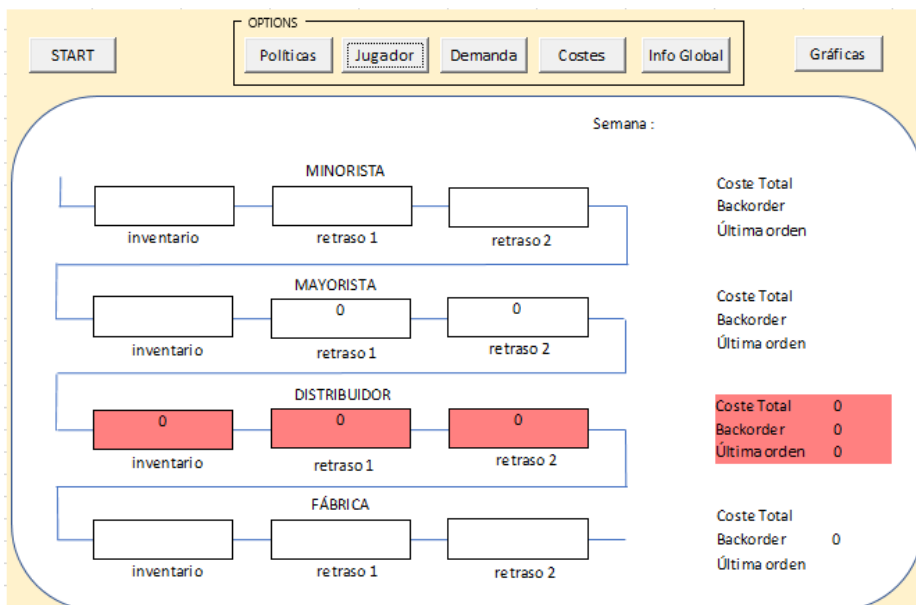 OPTIONS
START Políticas Jugador Demanda Costes Info Global Gráficas
Semana :
MINORISTA
inventario retraso 1 retraso 2
Coste Total
Backorder
Última orden
MAYORISTA
0 0
inventario retraso 1 retraso 2
Coste Total
Backorder
Última orden
DISTRIBUIDOR
0 0 0
inventario retraso 1 retraso 2
Coste Total 0
Backorder 0
Última orden 0
FÁBRICA
inventario retraso 1 retraso 2
Coste Total
Backorder 0
Última orden